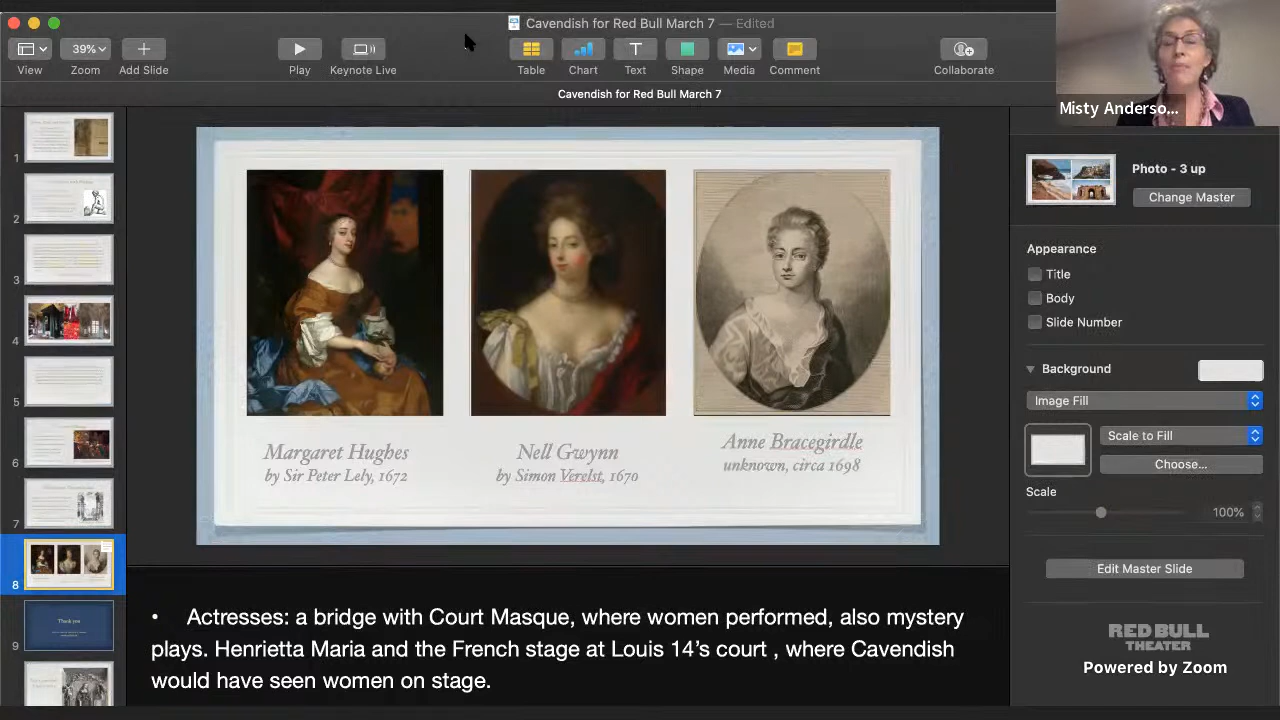 Cavendish for Red Bull March 7 — Edited
View
39%
Zoom
Add Slide
Play
Keynote Live
Table
Chart
Text
Shape
Media
Comment
Collaborate
Cavendish for Red Bull March 7
Misty Anderso...
1
2
3
4
5
6
7
8
9
Thank you
Margaret Hughes
by Sir Peter Lely, 1672
Nell Gwynn
by Simon Verelst, 1670
Anne Bracegirdle
unknown, circa 1698
• Actresses: a bridge with Court Masque, where women performed, also mystery
plays. Henrietta Maria and the French stage at Louis 14’s court , where Cavendish
would have seen women on stage.
Photo - 3 up
Change Master
Appearance
Title
Body
Slide Number
Background
Image Fill
Scale to Fill
Choose...
Scale
100%
Edit Master Slide
RED BULL
THEATER
Powered by Zoom